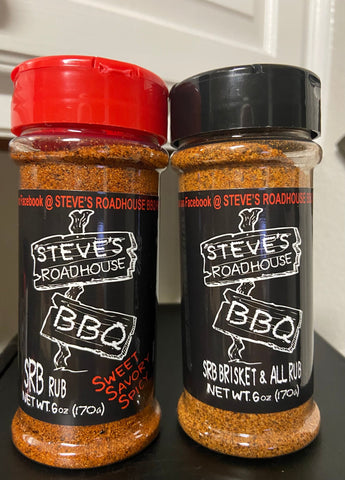 Facebook @ STEVE'S ROADHOUSE BBQ
STEVE'S
ROADHOUSE
BBQ
SRB RUB
SWEET
SAVORY
SPICY
NET WT. 6oz (170g)
on Facebook @ STEVE'S ROADHOUSE
STEVE'S
ROADHOUSE
BBQ
SRB BRISKET & ALL RUB
NET WT. 6oz (170g)